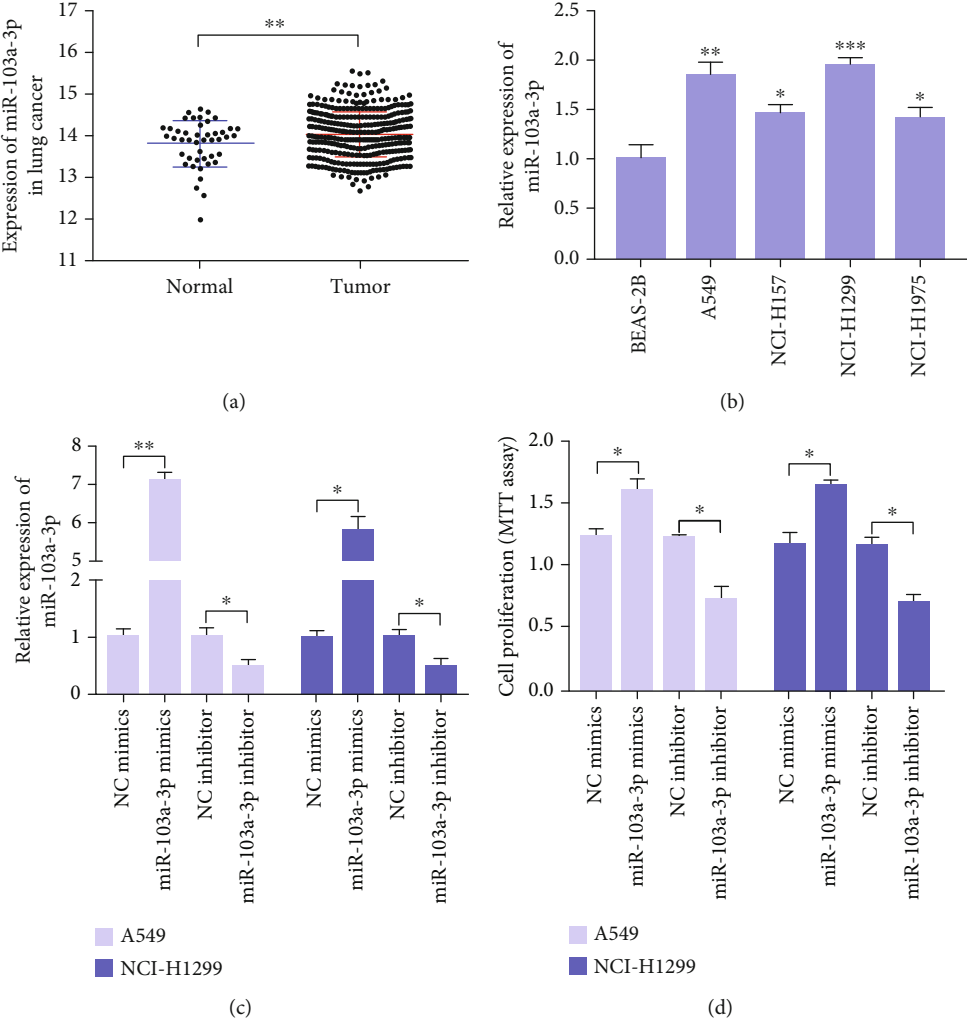 Expression of miR-103a-3p
in lung cancer
17
16
15
14
13
12
11
**
Normal
Tumor
(a)
Relative expression of
miR-103a-3p
2.5
2.0
1.5
1.0
0.5
0.0
**
*
***
*
BEAS-2B
A549
NCI-H157
NCI-H1299
NCI-H1975
(b)
Relative expression of
miR-103a-3p
8
7
6
5
2
1
0
**
*
*
*
NC mimics
miR-103a-3p mimics
NC inhibitor
miR-103a-3p inhibitor
NC mimics
miR-103a-3p mimics
NC inhibitor
miR-103a-3p inhibitor
A549
NCI-H1299
(c)
Cell proliferation (MTT assay)
2.0
1.5
1.0
0.5
0.0
*
*
*
*
NC mimics
miR-103a-3p mimics
NC inhibitor
miR-103a-3p inhibitor
NC mimics
miR-103a-3p mimics
NC inhibitor
miR-103a-3p inhibitor
A549
NCI-H1299
(d)